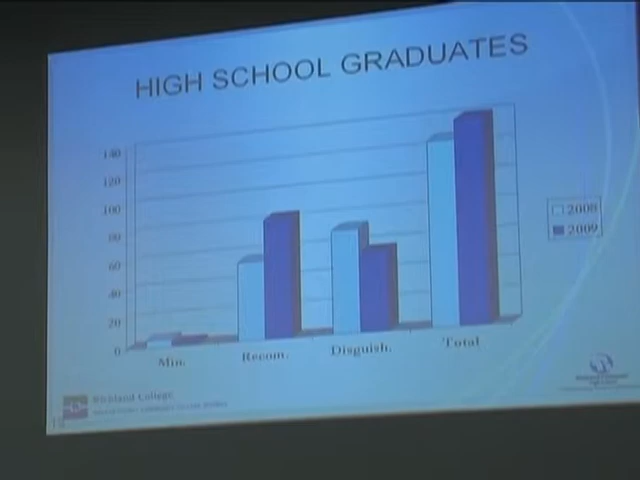 HIGH SCHOOL GRADUATES
140
120
100
80
60
40
20
0
Min.
Recom.
Disguish.
Total
2008
2009
Richland College